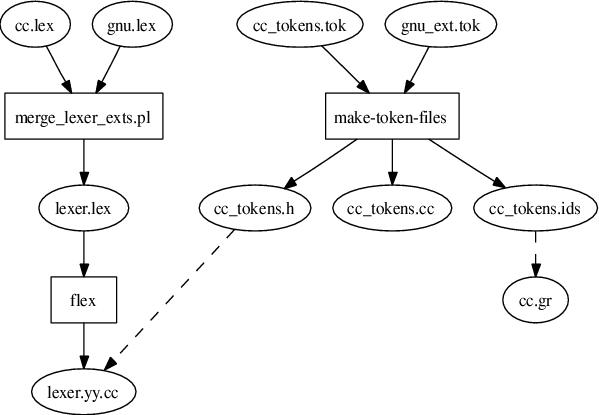 cc.lex
gnu.lex
cc_tokens.tok
gnu_ext.tok
merge_lexer_exts.pl
make-token-files
lexer.lex
cc_tokens.h
cc_tokens.cc
cc_tokens.ids
flex
cc.gr
lexer.yy.cc